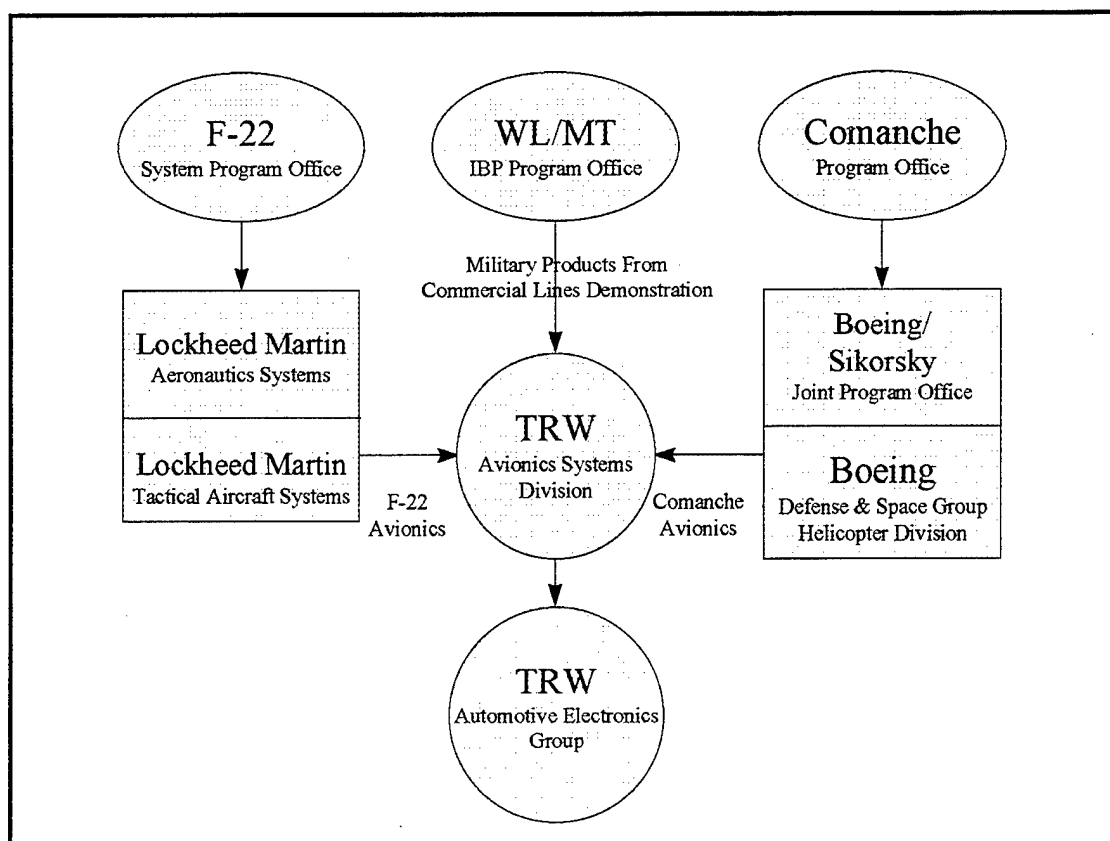 F-22
System Program Office
WL/MT
IBP Program Office
Comanche
Program Office
Military Products From
Commercial Lines Demonstration
Lockheed Martin
Aeronautics Systems
Lockheed Martin
Tactical Aircraft Systems
F-22
Avionics
TRW
Avionics Systems
Division
Comanche
Avionics
Boeing/
Sikorsky
Joint Program Office
Boeing
Defense & Space Group
Helicopter Division
TRW
Automotive Electronics
Group